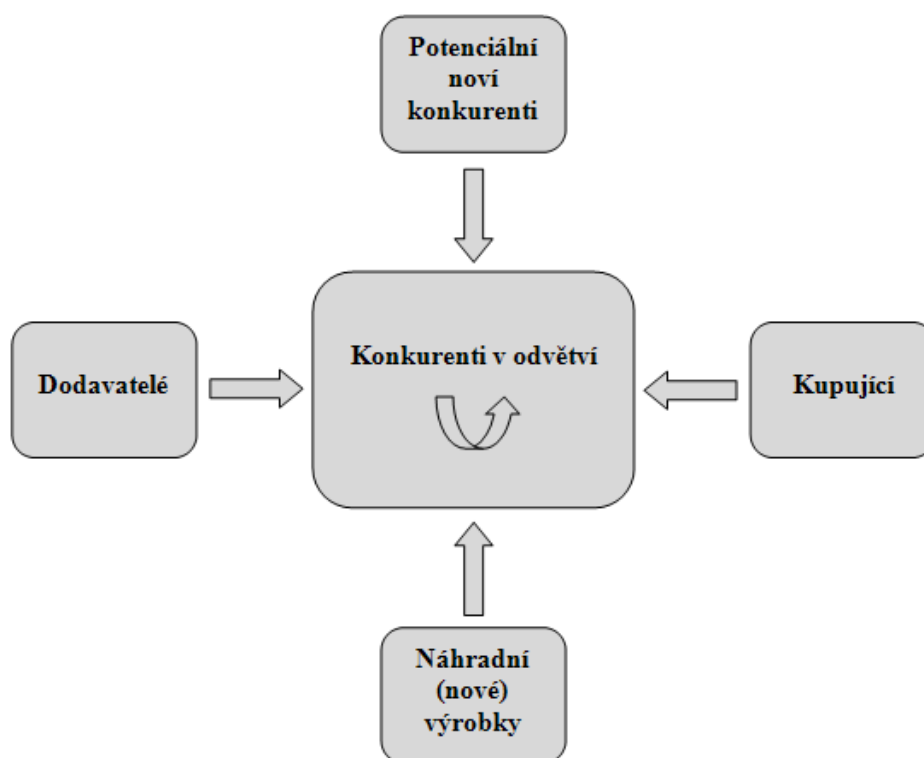 Potenciální
noví
konkurenti
Konkurenti v odvětví
Dodavatelé
Kupující
Náhradní
(nové)
výrobky